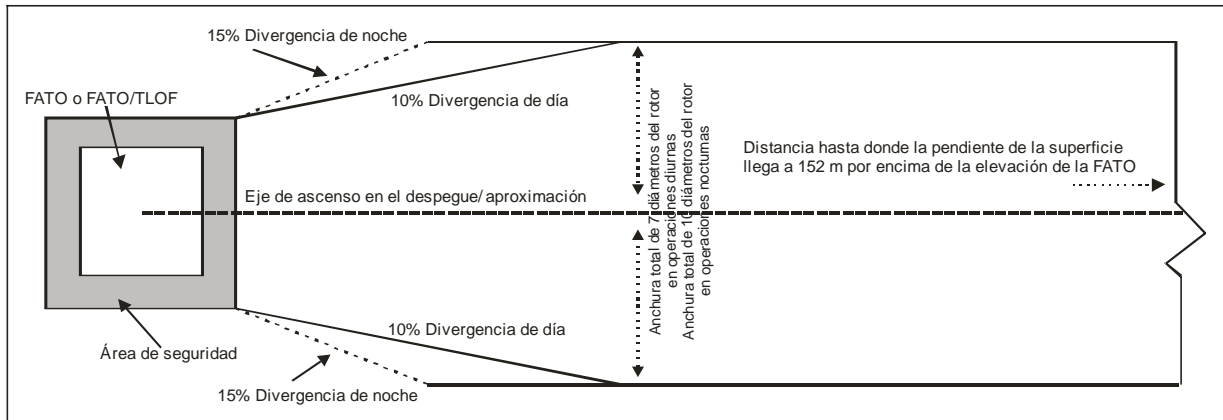 15% Divergencia de noche
FATO o FATO/TLOF
10% Divergencia de día
Distancia hasta donde la pendiente de la superficie
llega a 152 m por encima de la elevación de la FATO
Eje de ascenso en el despegue/ aproximación
Anchura total de 7 diámetros del rotor
en operaciones diurnas
Anchura total de 10 diámetros del rotor
en operaciones nocturnas
10% Divergencia de día
Área de seguridad
15% Divergencia de noche